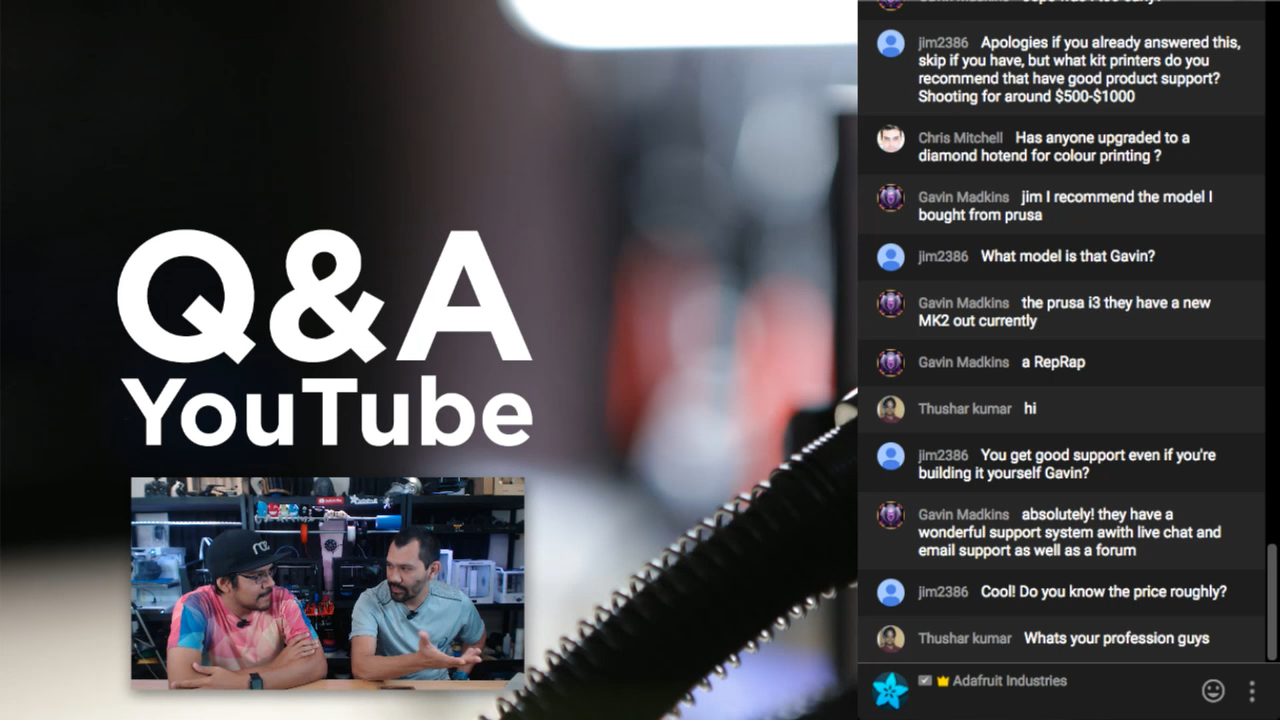 Q&A
YouTube
jim2386 Apologies if you already answered this,
skip if you have, but what kit printers do you
recommend that have good product support?
Shooting for around $500-$1000
Chris Mitchell Has anyone upgraded to a
diamond hotend for colour printing ?
Gavin Madkins jim I recommend the model I
bought from prusa
jim2386 What model is that Gavin?
Gavin Madkins the prusa i3 they have a new
MK2 out currently
Gavin Madkins a RepRap
Thushar kumar hi
jim2386 You get good support even if you're
building it yourself Gavin?
Gavin Madkins absolutely! they have a
wonderful support system awith live chat and
email support as well as a forum
jim2386 Cool! Do you know the price roughly?
Thushar kumar Whats your profession guys
Adafruit Industries